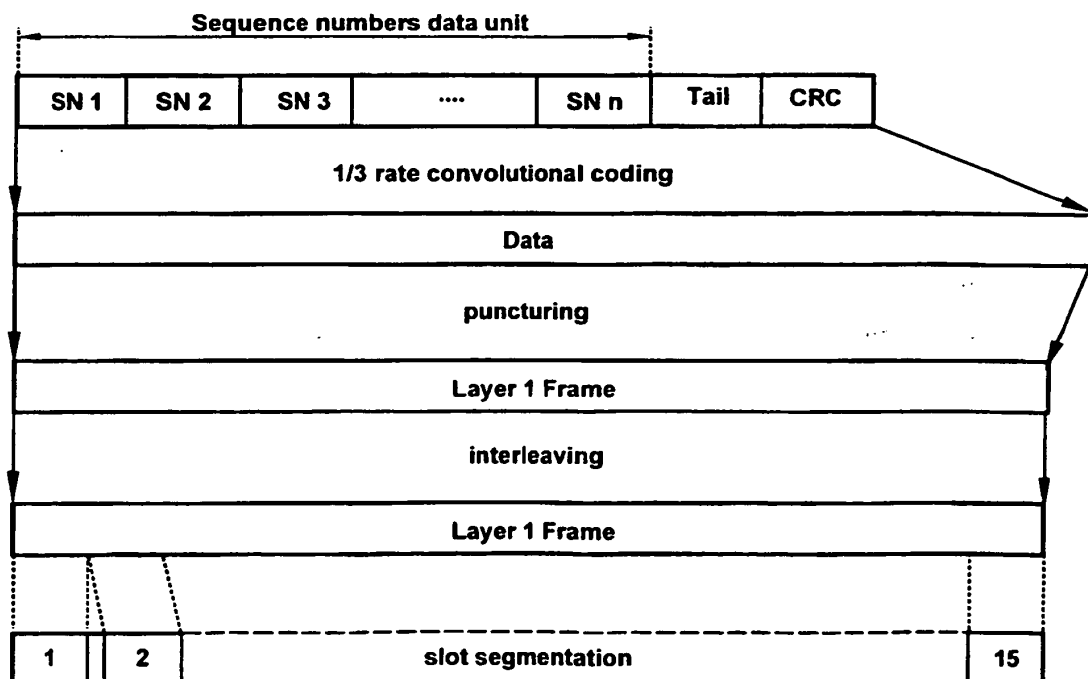 Sequence numbers data unit
SN 1 SN 2 SN 3 .... SN n Tail CRC
1/3 rate convolutional coding
Data
puncturing
Layer 1 Frame
interleaving
Layer 1 Frame
1 2 slot segmentation 15